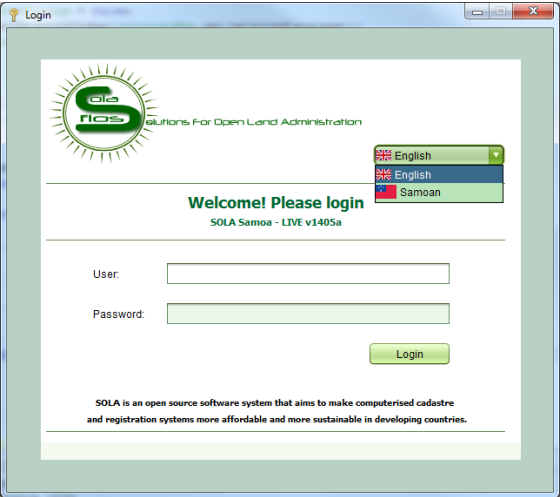 Login
Sola
flos
Solutions For Open Land Administration
English
English
Samoan
Welcome! Please login
SOLA Samoa - LIVE v1405a
User:
Password:
Login
SOLA is an open source software system that aims to make computerised cadastre
and registration systems more affordable and more sustainable in developing countries.